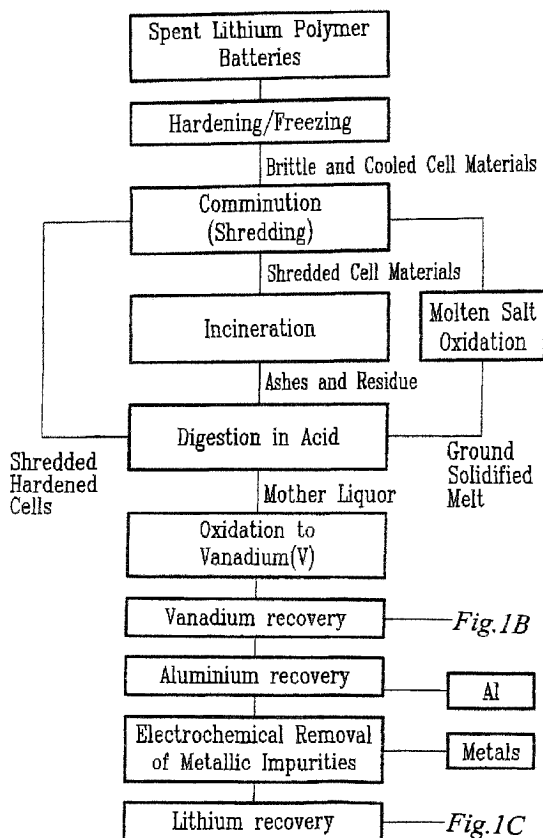 Spent Lithium Polymer
Batteries
Hardening/Freezing
Brittle and Cooled Cell Materials
Comminution
(Shredding)
Shredded Cell Materials
Incineration
Molten Salt
Oxidation
Ashes and Residue
Digestion in Acid
Shredded
Hardened
Cells
Ground
Solidified
Melt
Mother Liquor
Oxidation to
Vanadium(V)
Vanadium recovery
Fig.1B
Aluminium recovery
Al
Electrochemical Removal
of Metallic Impurities
Metals
Lithium recovery
Fig.1C